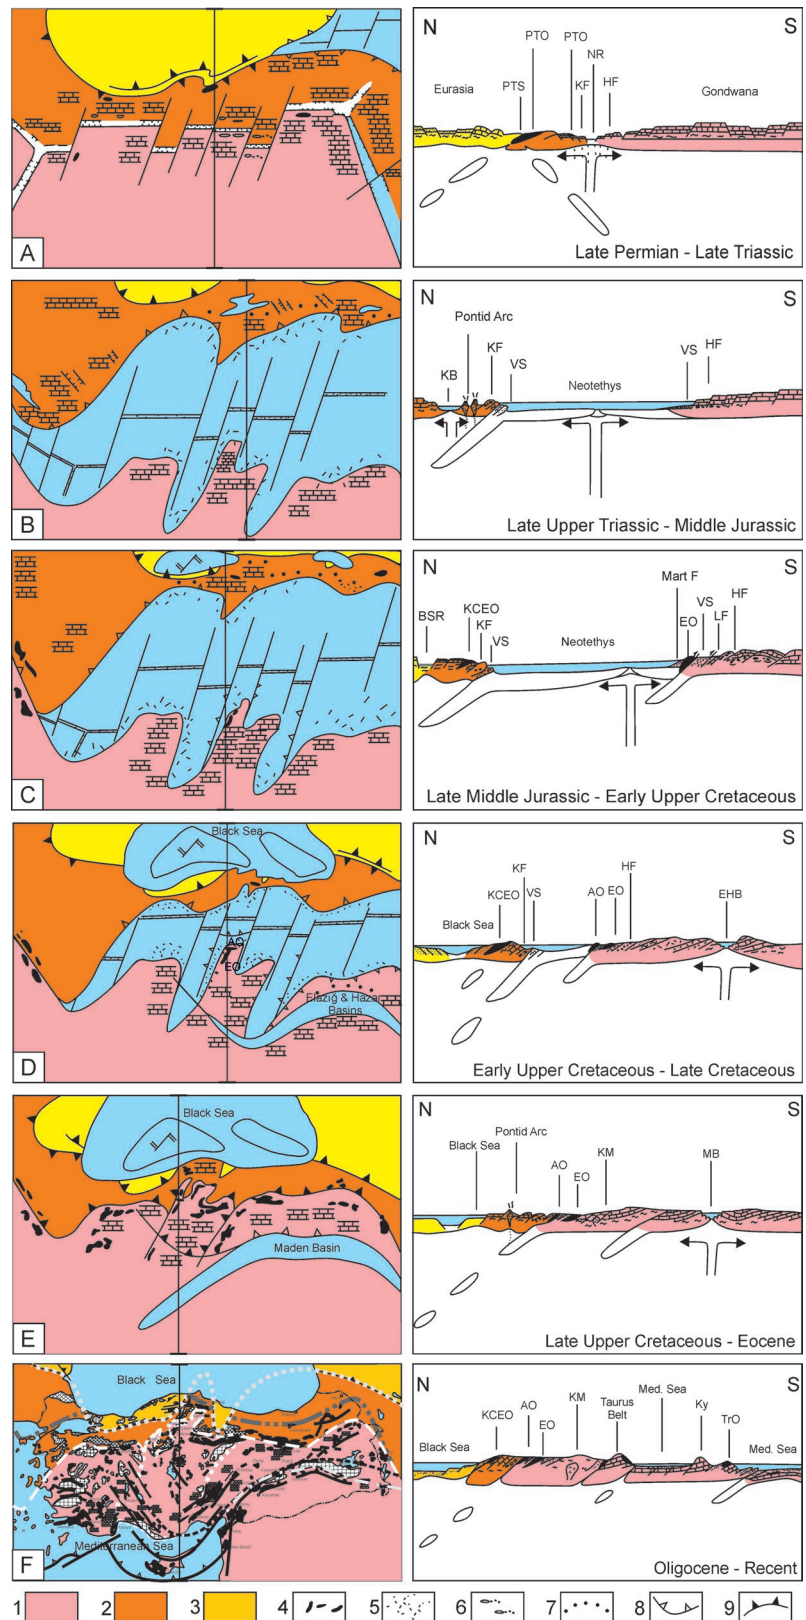 A
N S
PTO PTO NR
Eurasia PTS KF HF Gondwana
Late Permian - Late Triassic
B
N S
Pontid Arc
KF VS VS HF
KB Neotethys
Late Upper Triassic - Middle Jurassic
C
N S
Mart F HF
BSR KCEO VS
KF EO LF
VS Neotethys
Late Middle Jurassic - Early Upper Cretaceous
Black Sea
AO
EO
Elazığ & Hazar
Basins
D
N S
KF HF
KCEO VS AO EO EHB
Black Sea
Early Upper Cretaceous - Late Cretaceous
Black Sea
Maden Basin
E
N S
Pontid Arc
Black Sea KM MB
AO EO
Late Upper Cretaceous - Eocene
Black Sea
Mediterranean Sea
F
N S
AO KM Taurus Med. Sea Ky
KCEO EO Belt TrO
Black Sea Med. Sea
Oligocene - Recent
1 2 3 4 5 6 7 8 9